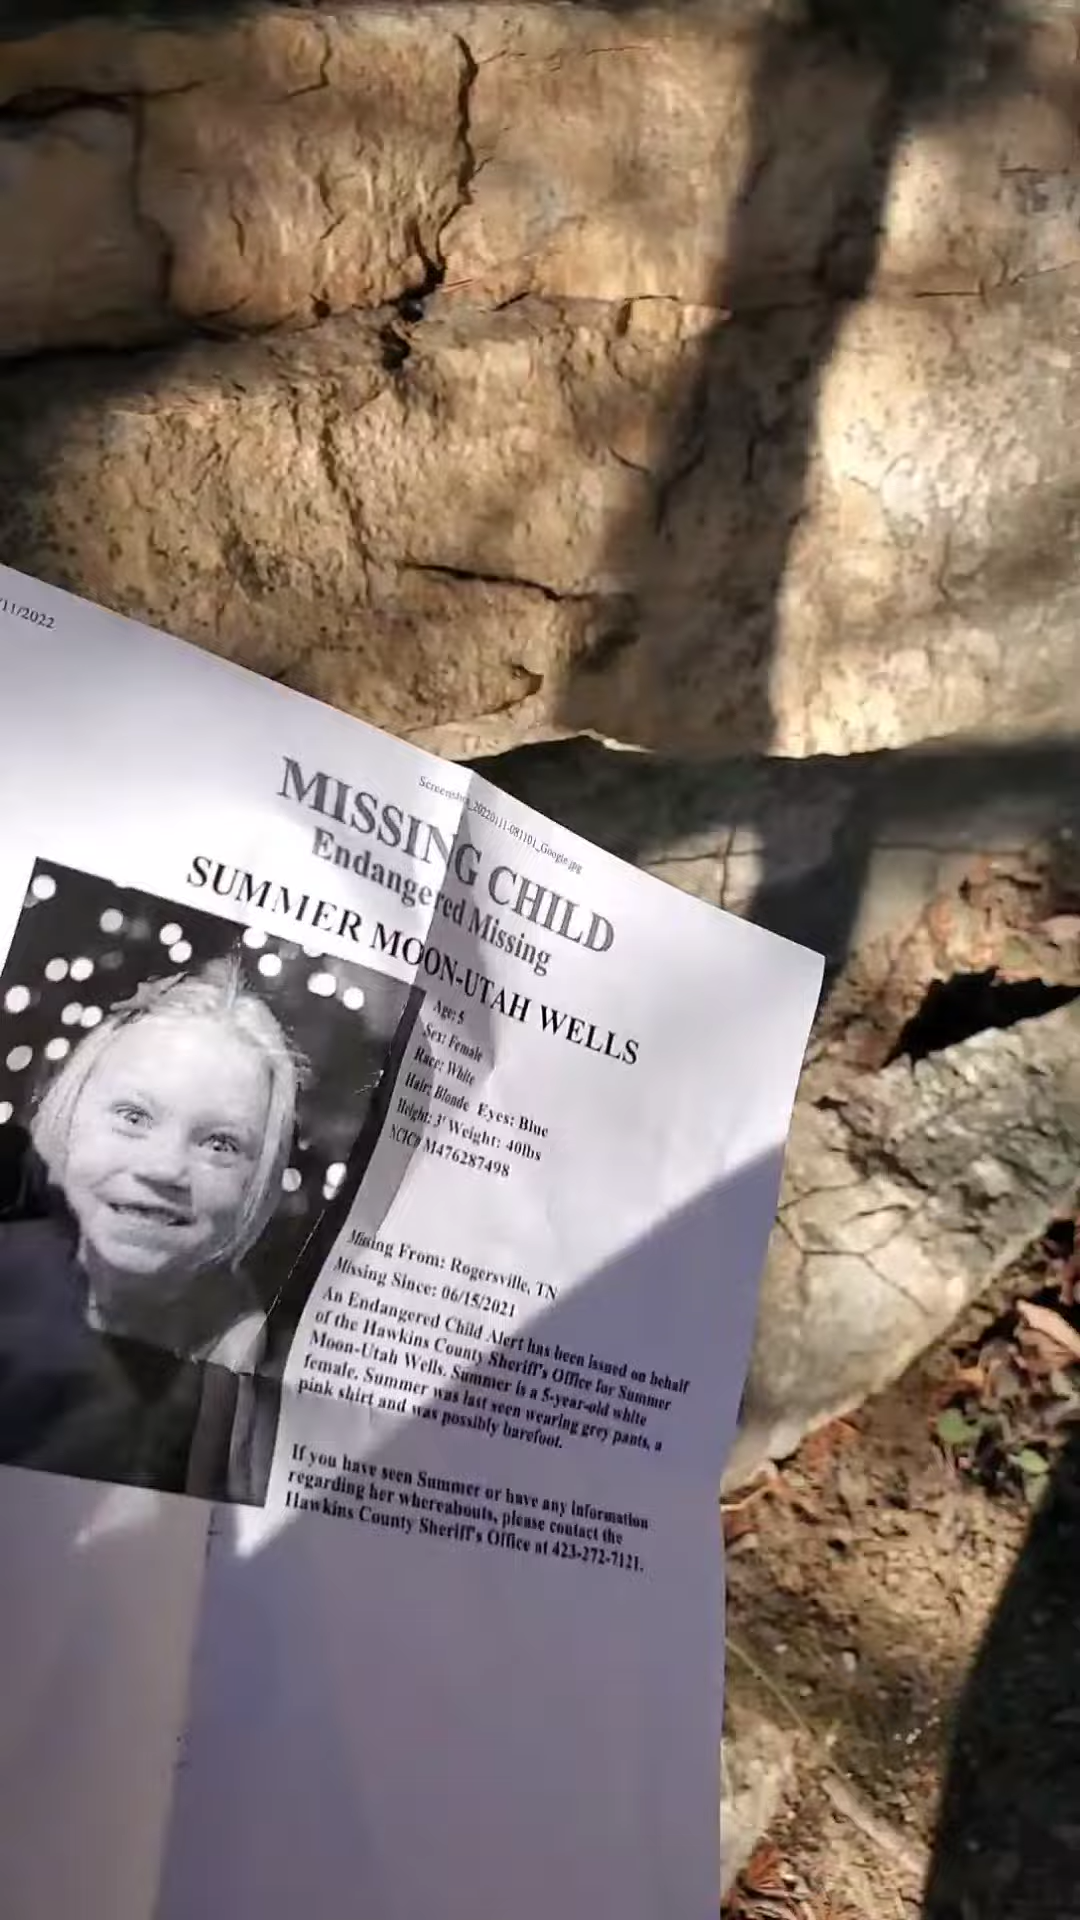 /11/2022
Screenshot_20220111-081101_Google.jpg
MISSING CHILD
Endangered Missing
SUMMER MOON-UTAH WELLS
Age: 5
Sex: Female
Race: White
Hair: Blonde Eyes: Blue
Height: 3' Weight: 40lbs
NCIC# M476287498
Missing From: Rogersville, TN
Missing Since: 06/15/2021
An Endangered Child Alert has been issued on behalf
of the Hawkins County Sheriff's Office for Summer
Moon-Utah Wells. Summer is a 5-year-old white
female. Summer was last seen wearing grey pants, a
pink shirt and was possibly barefoot.
If you have seen Summer or have any information
regarding her whereabouts, please contact the
Hawkins County Sheriff's Office at 423-272-7121.